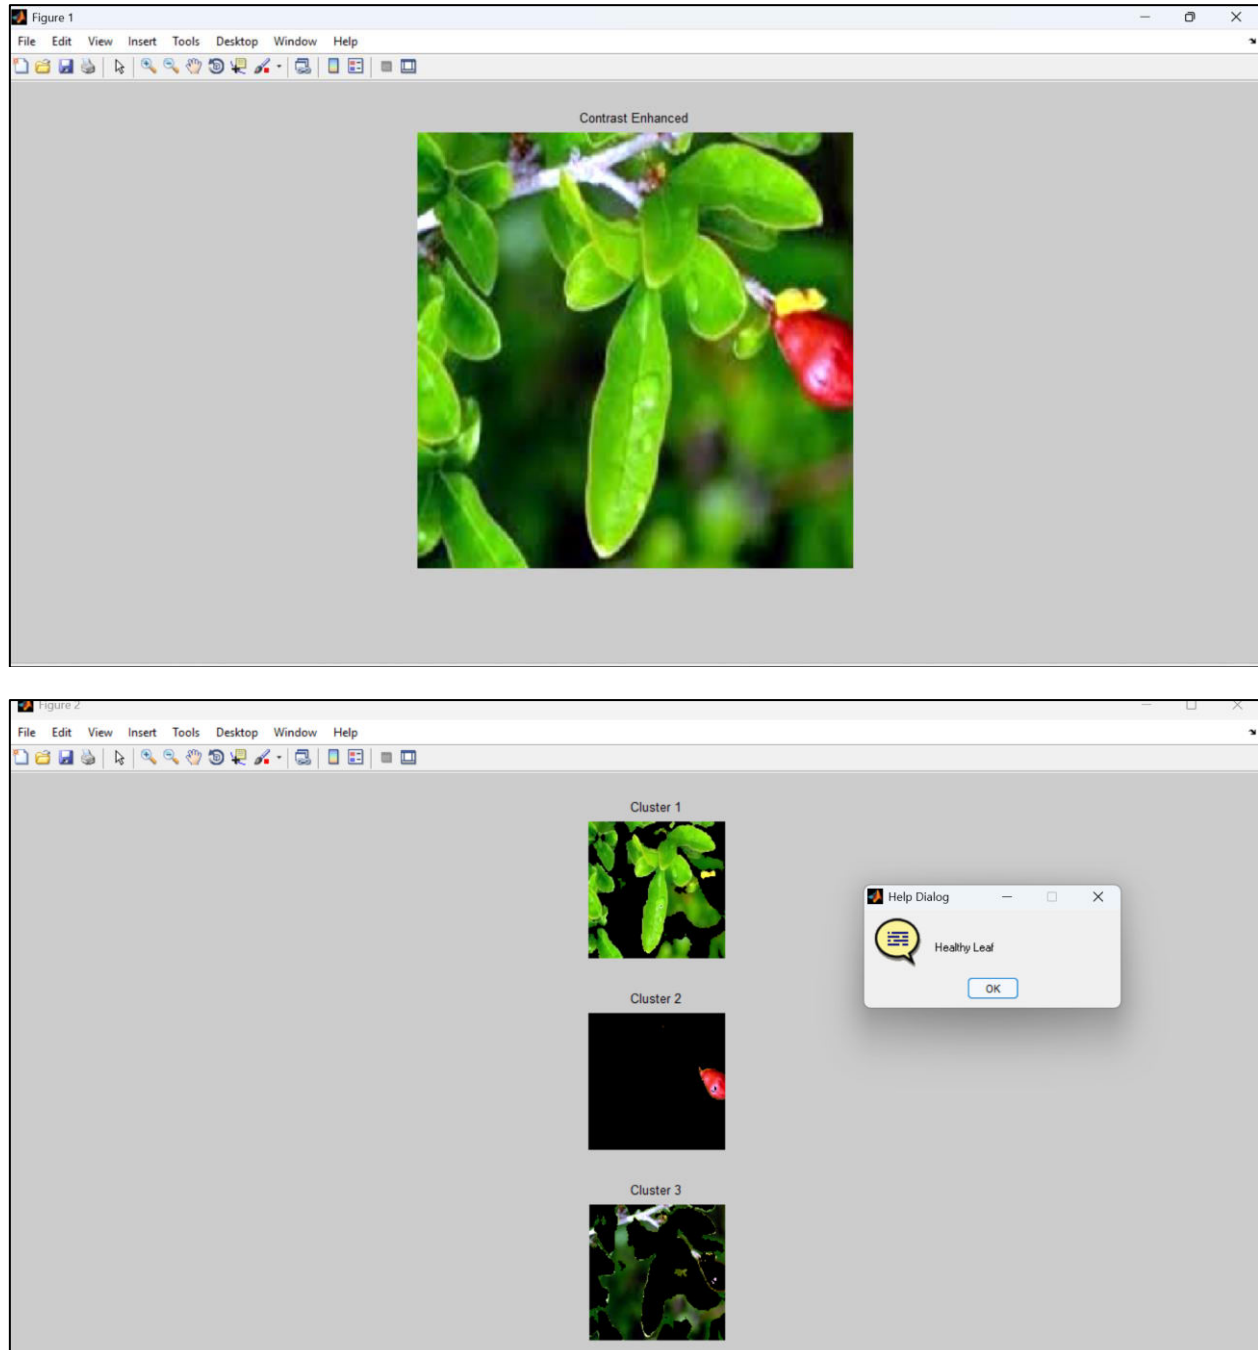 Figure 1
File Edit View Insert Tools Desktop Window Help
Contrast Enhanced
Figure 2
File Edit View Insert Tools Desktop Window Help
Cluster 1
Help Dialog
Healthy Leaf
OK
Cluster 2
Cluster 3